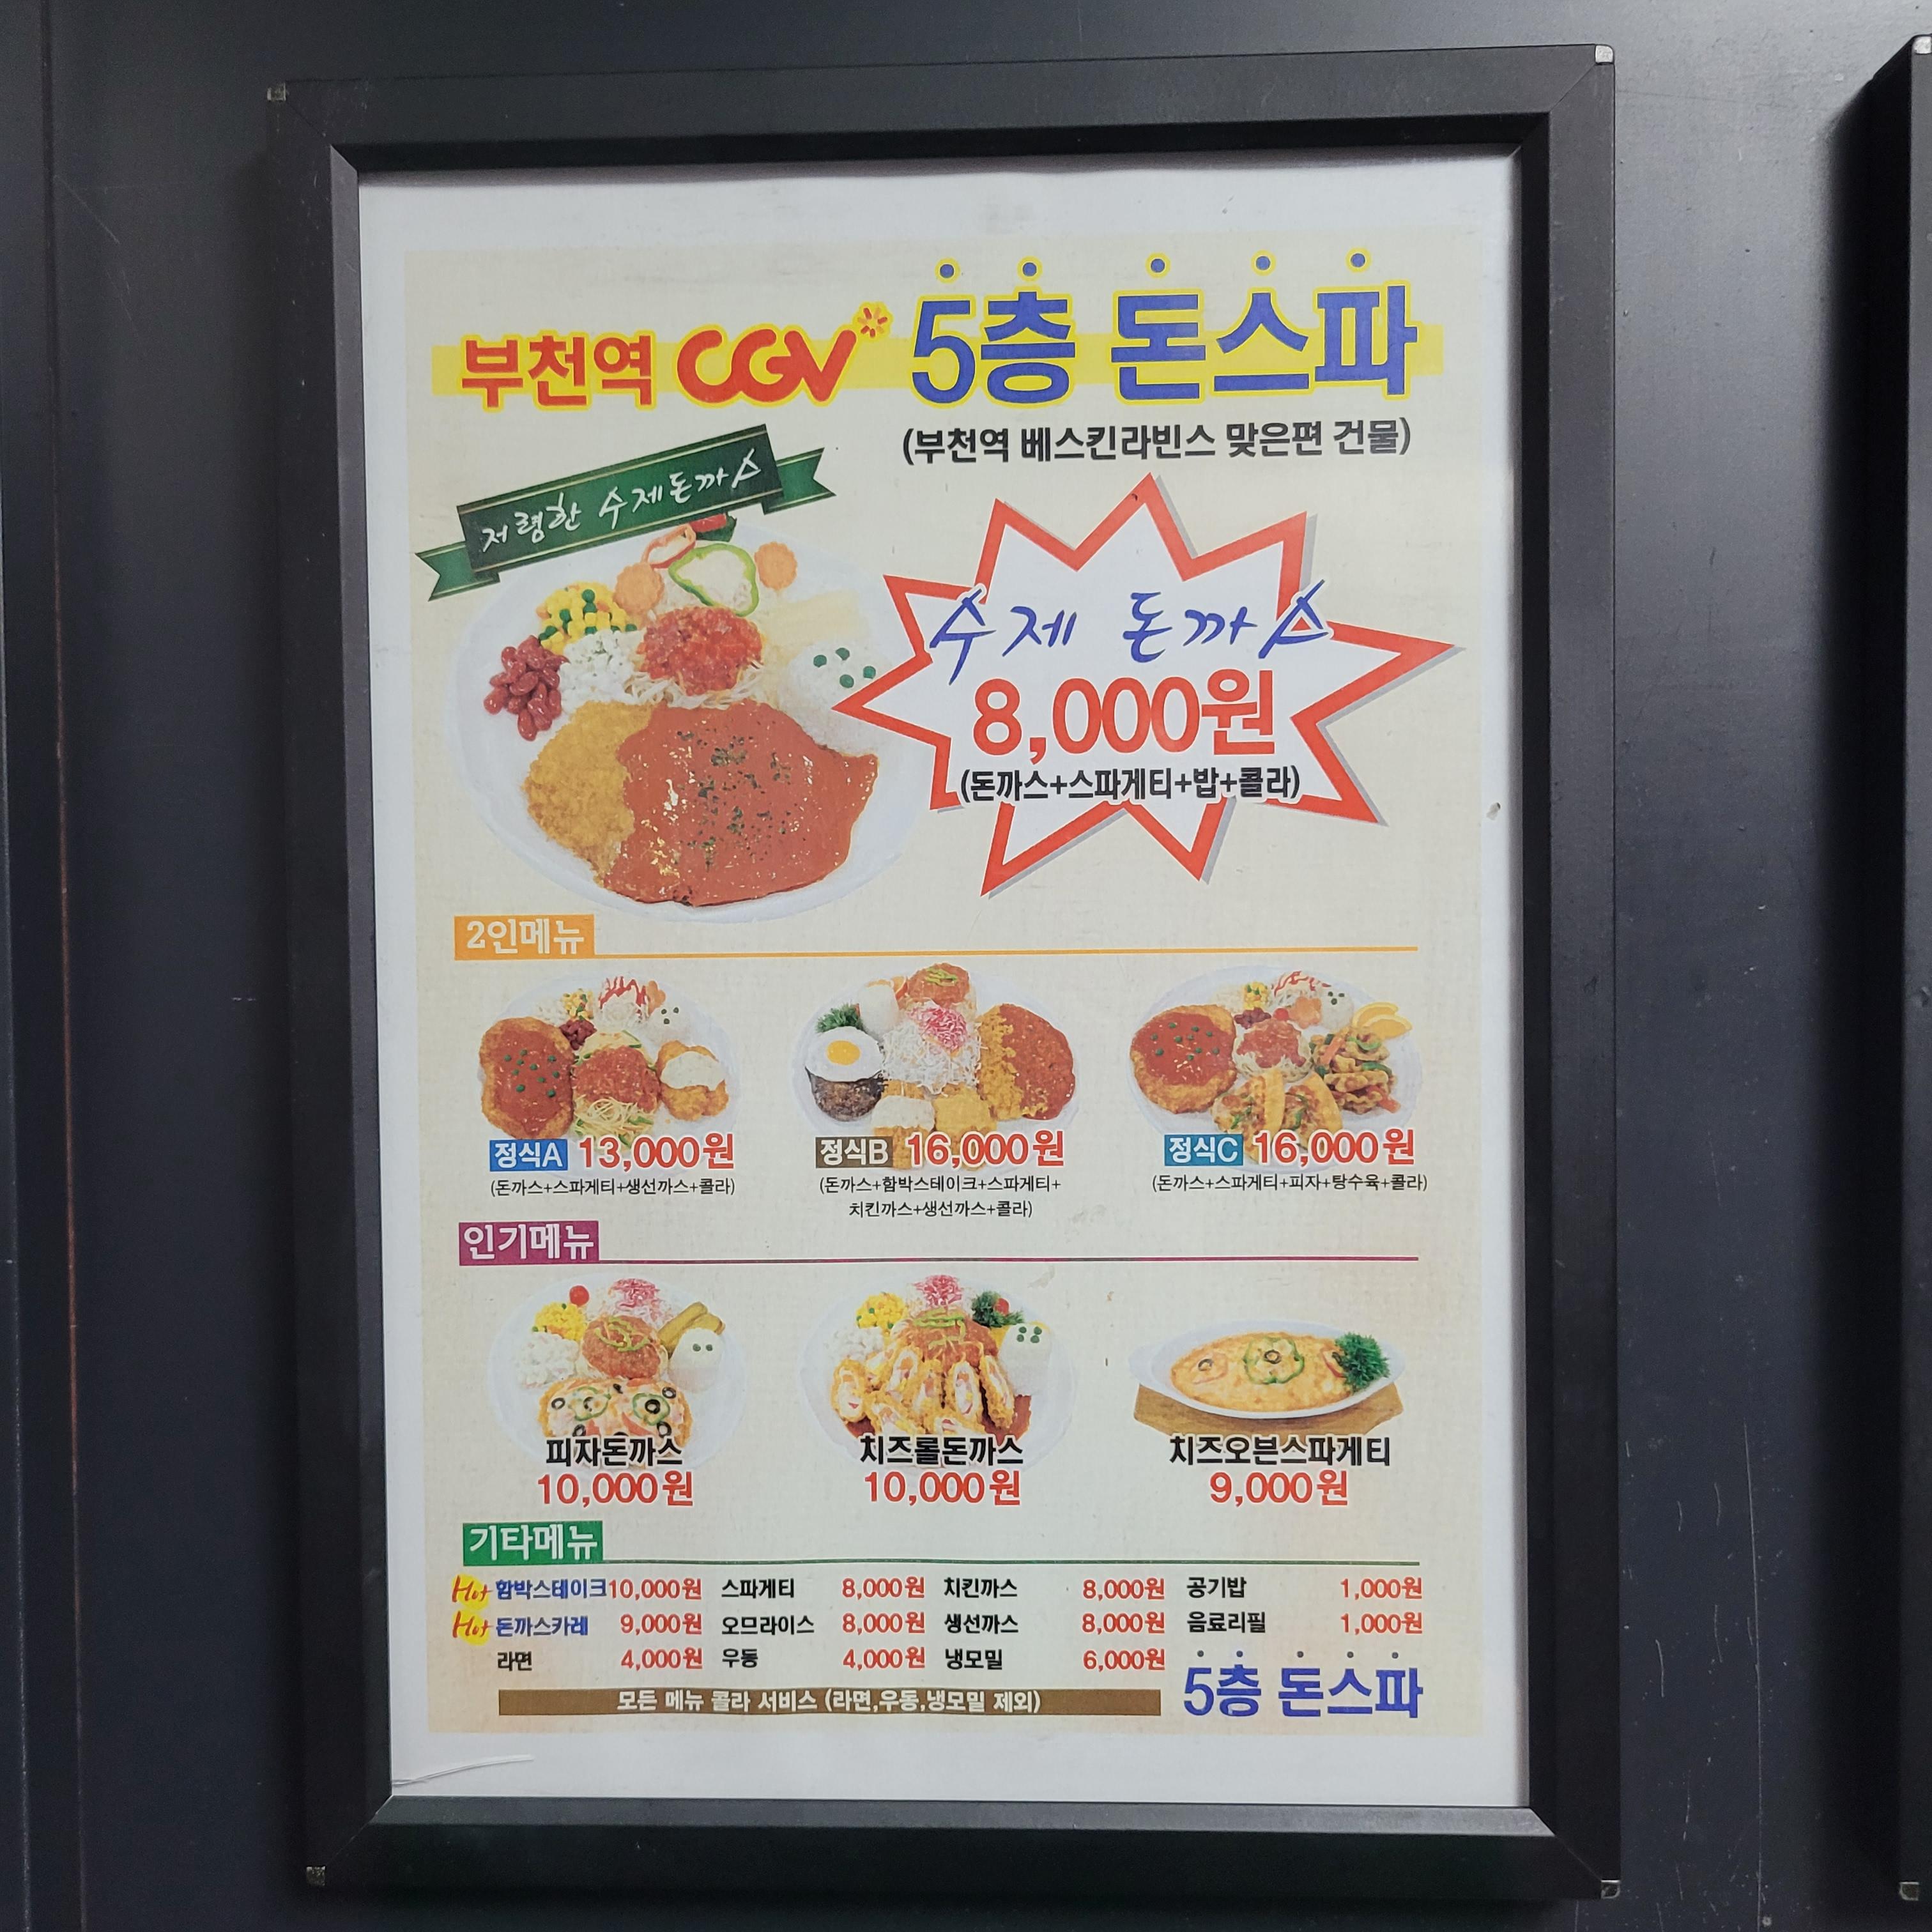 부천역 CGV 5층 돈스파
(부천역 베스킨라빈스 맞은편 건물)
저렴한 수제돈까스
수제 돈까스
8,000원
(돈까스+스파게티+밥+콜라)
2인메뉴
정식A 13,000원
(돈까스+스파게티+생선까스+콜라)
정식B 16,000원
(돈까스+함박스테이크+스파게티+
치킨까스+생선까스+콜라)
정식C 16,000원
(돈까스+스파게티+피자+탕수육+콜라)
인기메뉴
피자돈까스
10,000원
치즈롤돈까스
10,000원
치즈오븐스파게티
9,000원
기타메뉴
Hot 함박스테이크 10,000원 스파게티 8,000원 치킨까스 8,000원 공기밥 1,000원
Hot 돈까스카레 9,000원 오므라이스 8,000원 생선까스 8,000원 음료리필 1,000원
라면 4,000원 우동 4,000원 냉모밀 6,000원
모든 메뉴 콜라 서비스 (라면,우동,냉모밀 제외)
5층 돈스파